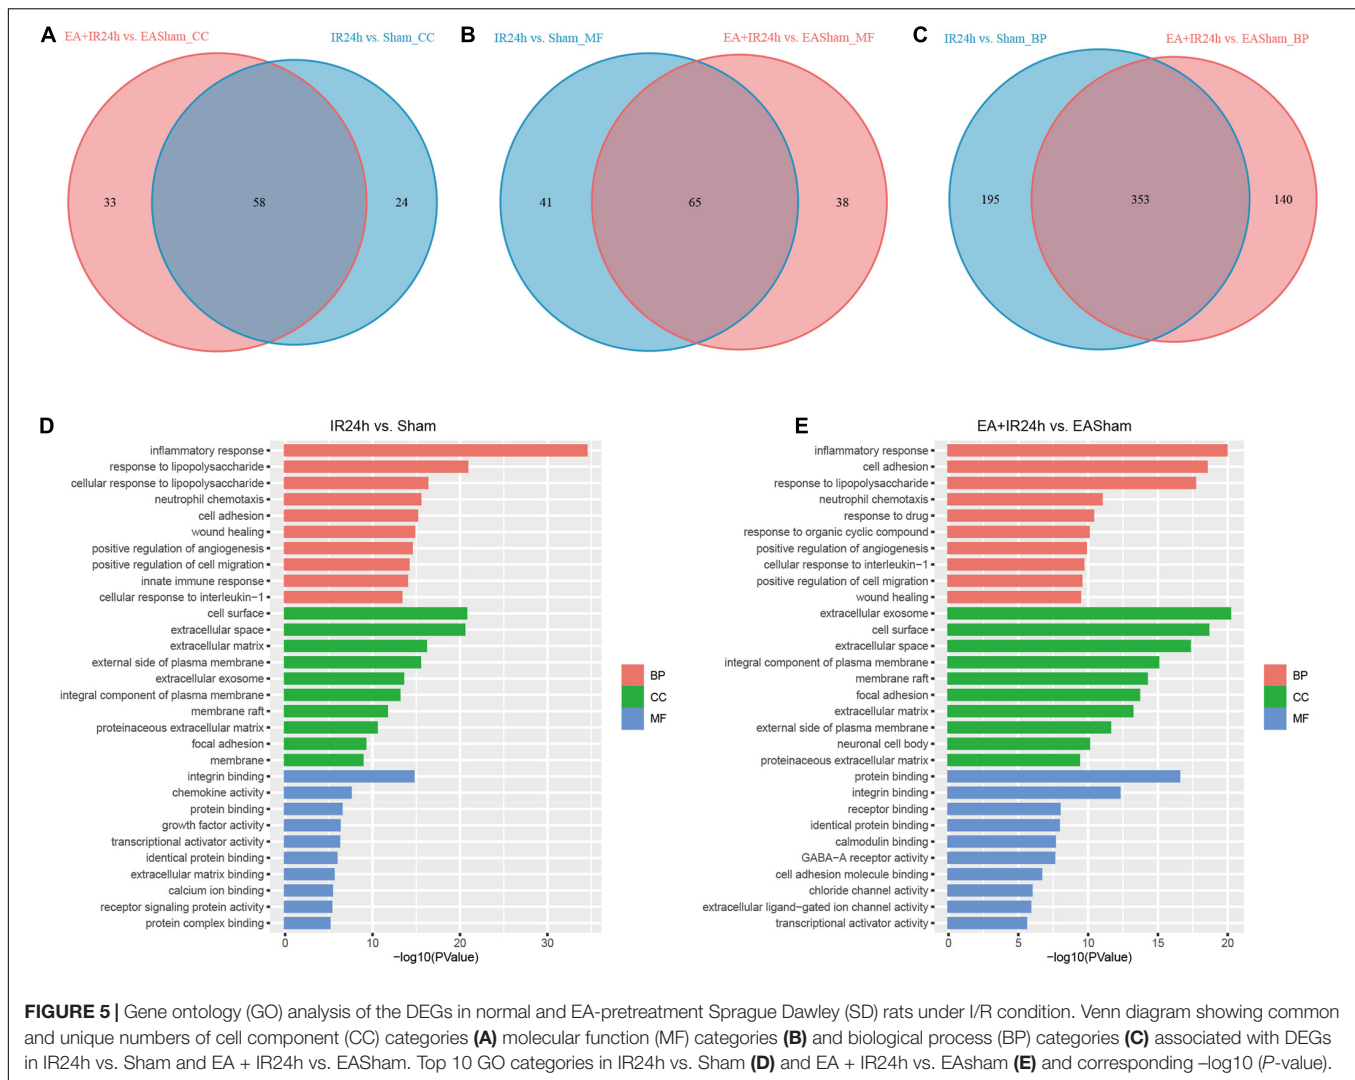 A
EA+IR24h vs. EASham_CC
IR24h vs. Sham_CC
33
58
24
B
IR24h vs. Sham_MF
EA+IR24h vs. EASham_MF
41
65
38
C
IR24h vs. Sham_BP
EA+IR24h vs. EASham_BP
195
353
140
D
IR24h vs. Sham
inflammatory response
response to lipopolysaccharide
cellular response to lipopolysaccharide
neutrophil chemotaxis
cell adhesion
wound healing
positive regulation of angiogenesis
positive regulation of cell migration
innate immune response
cellular response to interleukin−1
cell surface
extracellular space
extracellular matrix
external side of plasma membrane
extracellular exosome
integral component of plasma membrane
membrane raft
proteinaceous extracellular matrix
focal adhesion
membrane
integrin binding
chemokine activity
protein binding
growth factor activity
transcriptional activator activity
identical protein binding
extracellular matrix binding
calcium ion binding
receptor signaling protein activity
protein complex binding
0 10 20 30
−log10(PValue)
BP
CC
MF
E
EA+IR24h vs. EASham
inflammatory response
cell adhesion
response to lipopolysaccharide
neutrophil chemotaxis
response to drug
response to organic cyclic compound
positive regulation of angiogenesis
cellular response to interleukin−1
positive regulation of cell migration
wound healing
extracellular exosome
cell surface
extracellular space
integral component of plasma membrane
membrane raft
focal adhesion
extracellular matrix
external side of plasma membrane
neuronal cell body
proteinaceous extracellular matrix
protein binding
integrin binding
receptor binding
identical protein binding
calmodulin binding
GABA−A receptor activity
cell adhesion molecule binding
chloride channel activity
extracellular ligand−gated ion channel activity
transcriptional activator activity
0 5 10 15 20
−log10(PValue)
BP
CC
MF
FIGURE 5 | Gene ontology (GO) analysis of the DEGs in normal and EA-pretreatment Sprague Dawley (SD) rats under I/R condition. Venn diagram showing common
and unique numbers of cell component (CC) categories (A) molecular function (MF) categories (B) and biological process (BP) categories (C) associated with DEGs
in IR24h vs. Sham and EA + IR24h vs. EASham. Top 10 GO categories in IR24h vs. Sham (D) and EA + IR24h vs. EAsham (E) and corresponding –log10 (P-value).